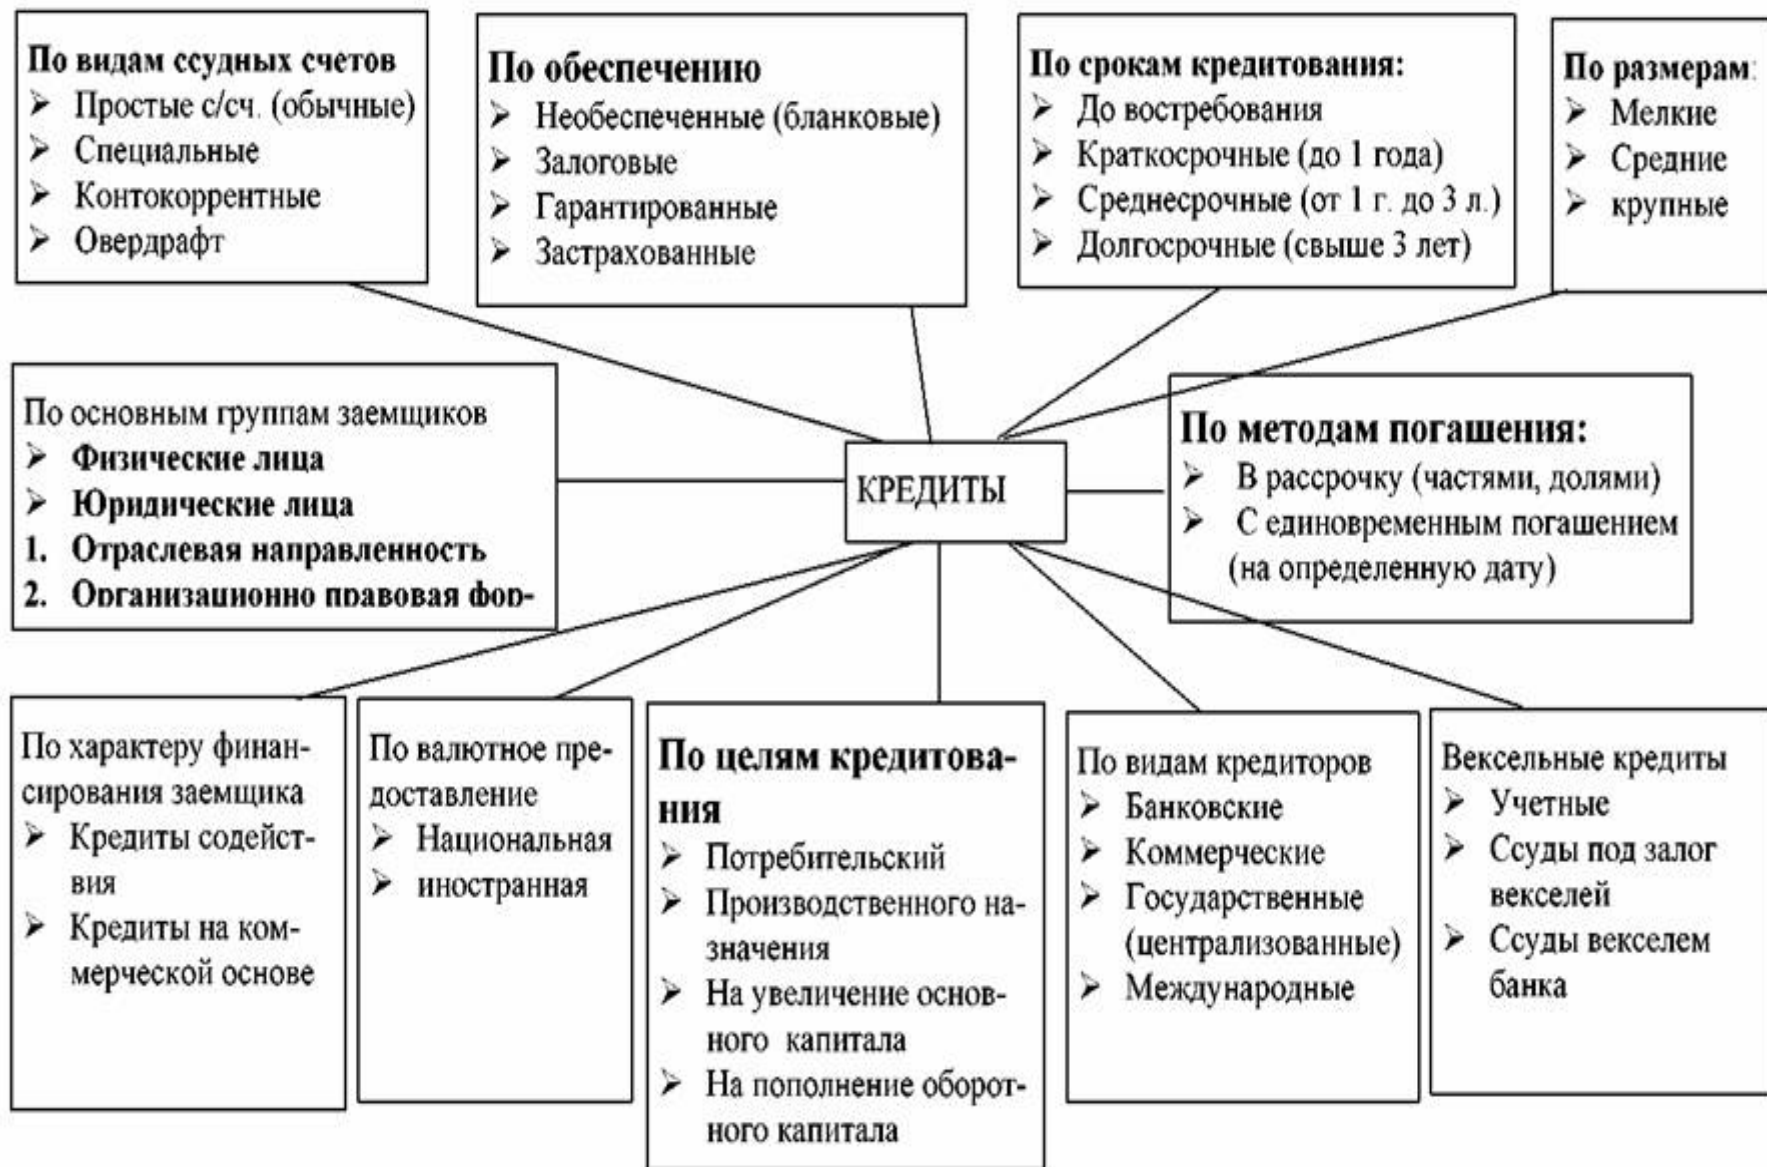 По видам ссудных счетов
Простые с/сч. (обычные)
Специальные
Контокоррентные
Овердрафт
По обеспечению
Необеспеченные (бланковые)
Залоговые
Гарантированные
Застрахованные
По срокам кредитования:
До востребования
Краткосрочные (до 1 года)
Среднесрочные (от 1 г. до 3 л.)
Долгосрочные (свыше 3 лет)
По размерам:
Мелкие
Средние
крупные
По основным группам заемщиков
Физические лица
Юридические лица
1. Отраслевая направленность
2. Организационно правовая фор-
КРЕДИТЫ
По методам погашения:
В рассрочку (частями, долями)
С единовременным погашением
(на определенную дату)
По характеру финан-
сирования заемщика
Кредиты содейст-
вия
Кредиты на ком-
мерческой основе
По валютное пре-
доставление
Национальная
иностранная
По целям кредитова-
ния
Потребительский
Производственного на-
значения
На увеличение основ-
ного капитала
На пополнение оборот-
ного капитала
По видам кредиторов
Банковские
Коммерческие
Государственные
(централизованные)
Международные
Вексельные кредиты
Учетные
Ссуды под залог
векселей
Ссуды векселем
банка